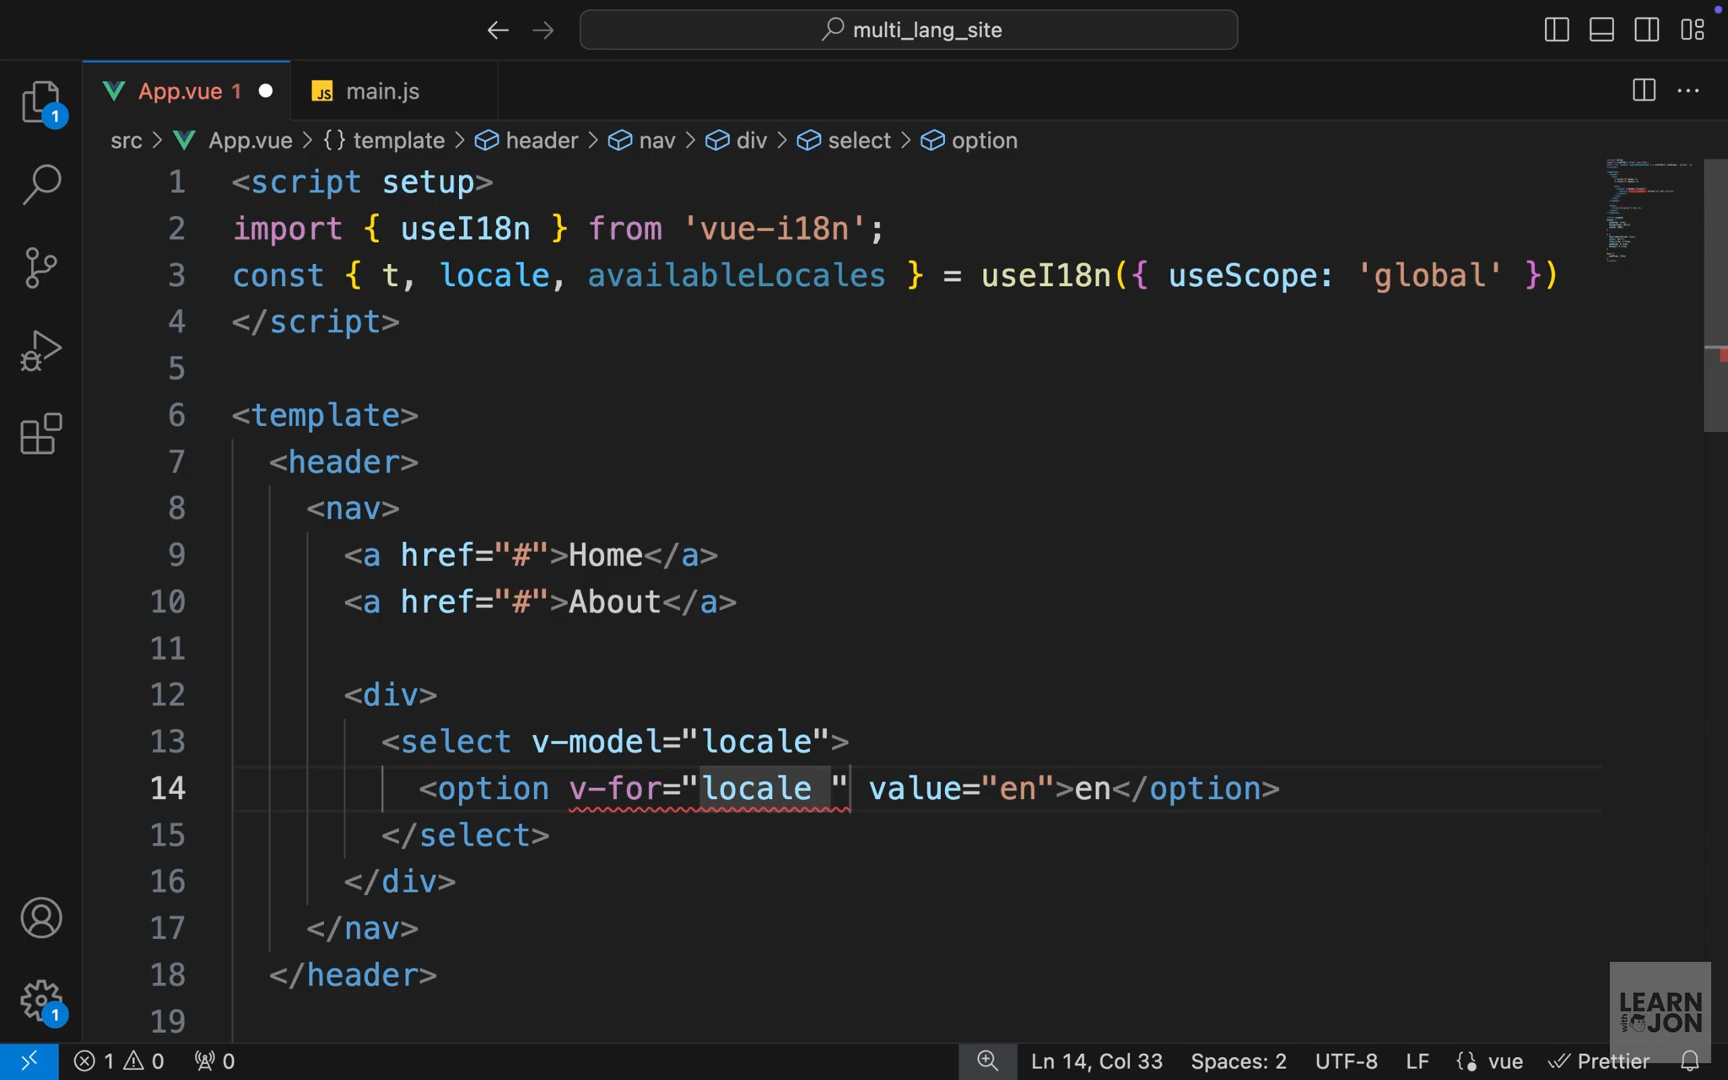 multi_lang_site
App.vue 1
JS main.js
src > App.vue > {} template > header > nav > div > select > option
1 <script setup>
2 import { useI18n } from 'vue-i18n';
3 const { t, locale, availableLocales } = useI18n({ useScope: 'global' })
4 </script>
5
6 <template>
7 <header>
8 <nav>
9 <a href="#">Home</a>
10 <a href="#">About</a>
11
12 <div>
13 <select v-model="locale">
14 <option v-for="locale " value="en">en</option>
15 </select>
16 </div>
17 </nav>
18 </header>
19
1
1
LEARN
with JON
1 0 0 Ln 14, Col 33 Spaces: 2 UTF-8 LF vue Prettier